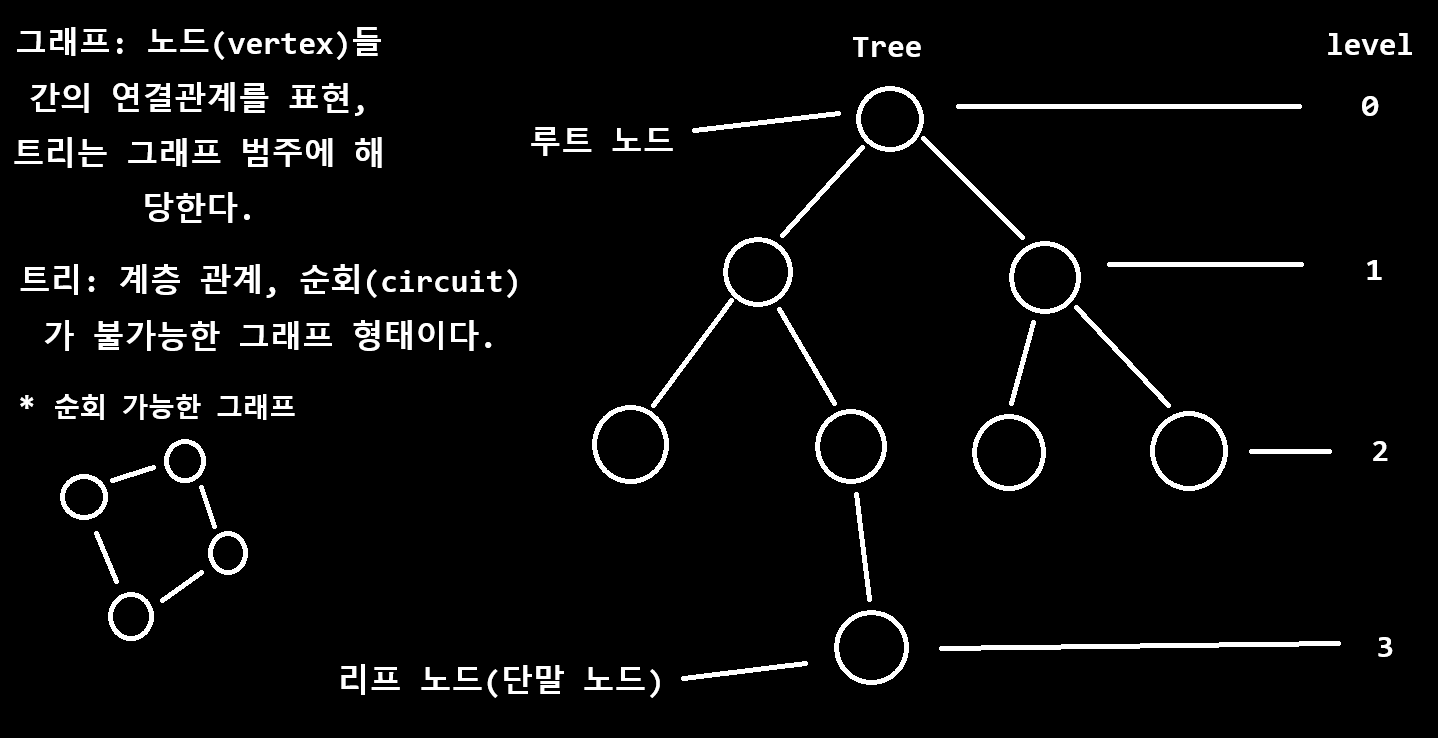 그래프: 노드(vertex)들
간의 연결관계를 표현,
트리는 그래프 범주에 해
당한다.
트리: 계층 관계, 순회(circuit)
가 불가능한 그래프 형태이다.
* 순회 가능한 그래프
Tree
level
루트 노드
0
1
2
3
리프 노드(단말 노드)